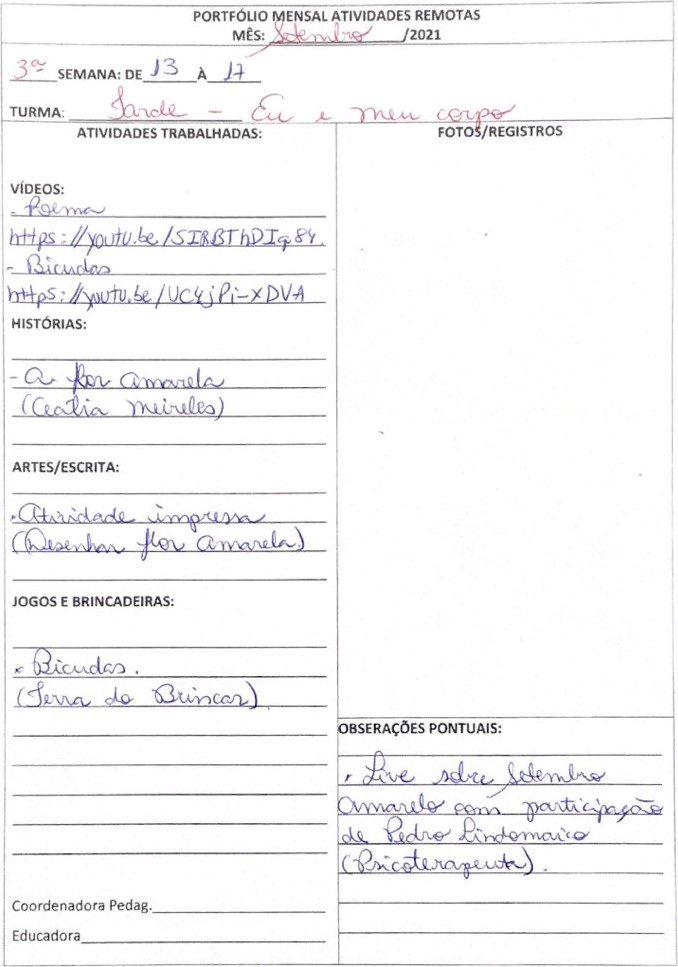 PORTFÓLIO MENSAL ATIVIDADES REMOTAS
MÊS: Setembro /2021
3ª SEMANA: DE 13 À 17
TURMA: Tarde - Eu e meu corpo
ATIVIDADES TRABALHADAS:
VÍDEOS:
- Poema
https://youtu.be/SIRBThDIq84.
- Bicudas
https://youtu.be/UC4jPi-XDVA
HISTÓRIAS:
- A flor amarela
(Cecília Meireles)
ARTES/ESCRITA:
- Atividade impressa
(Desenhar flor amarela)
JOGOS E BRINCADEIRAS:
- Bicudas.
(Terra do Brincar)
Coordenadora Pedag.
Educadora
FOTOS/REGISTROS
OBSERAÇÕES PONTUAIS:
- Live sobre Setembro
Amarelo com participação
de Pedro
(Psicoterapeuta).